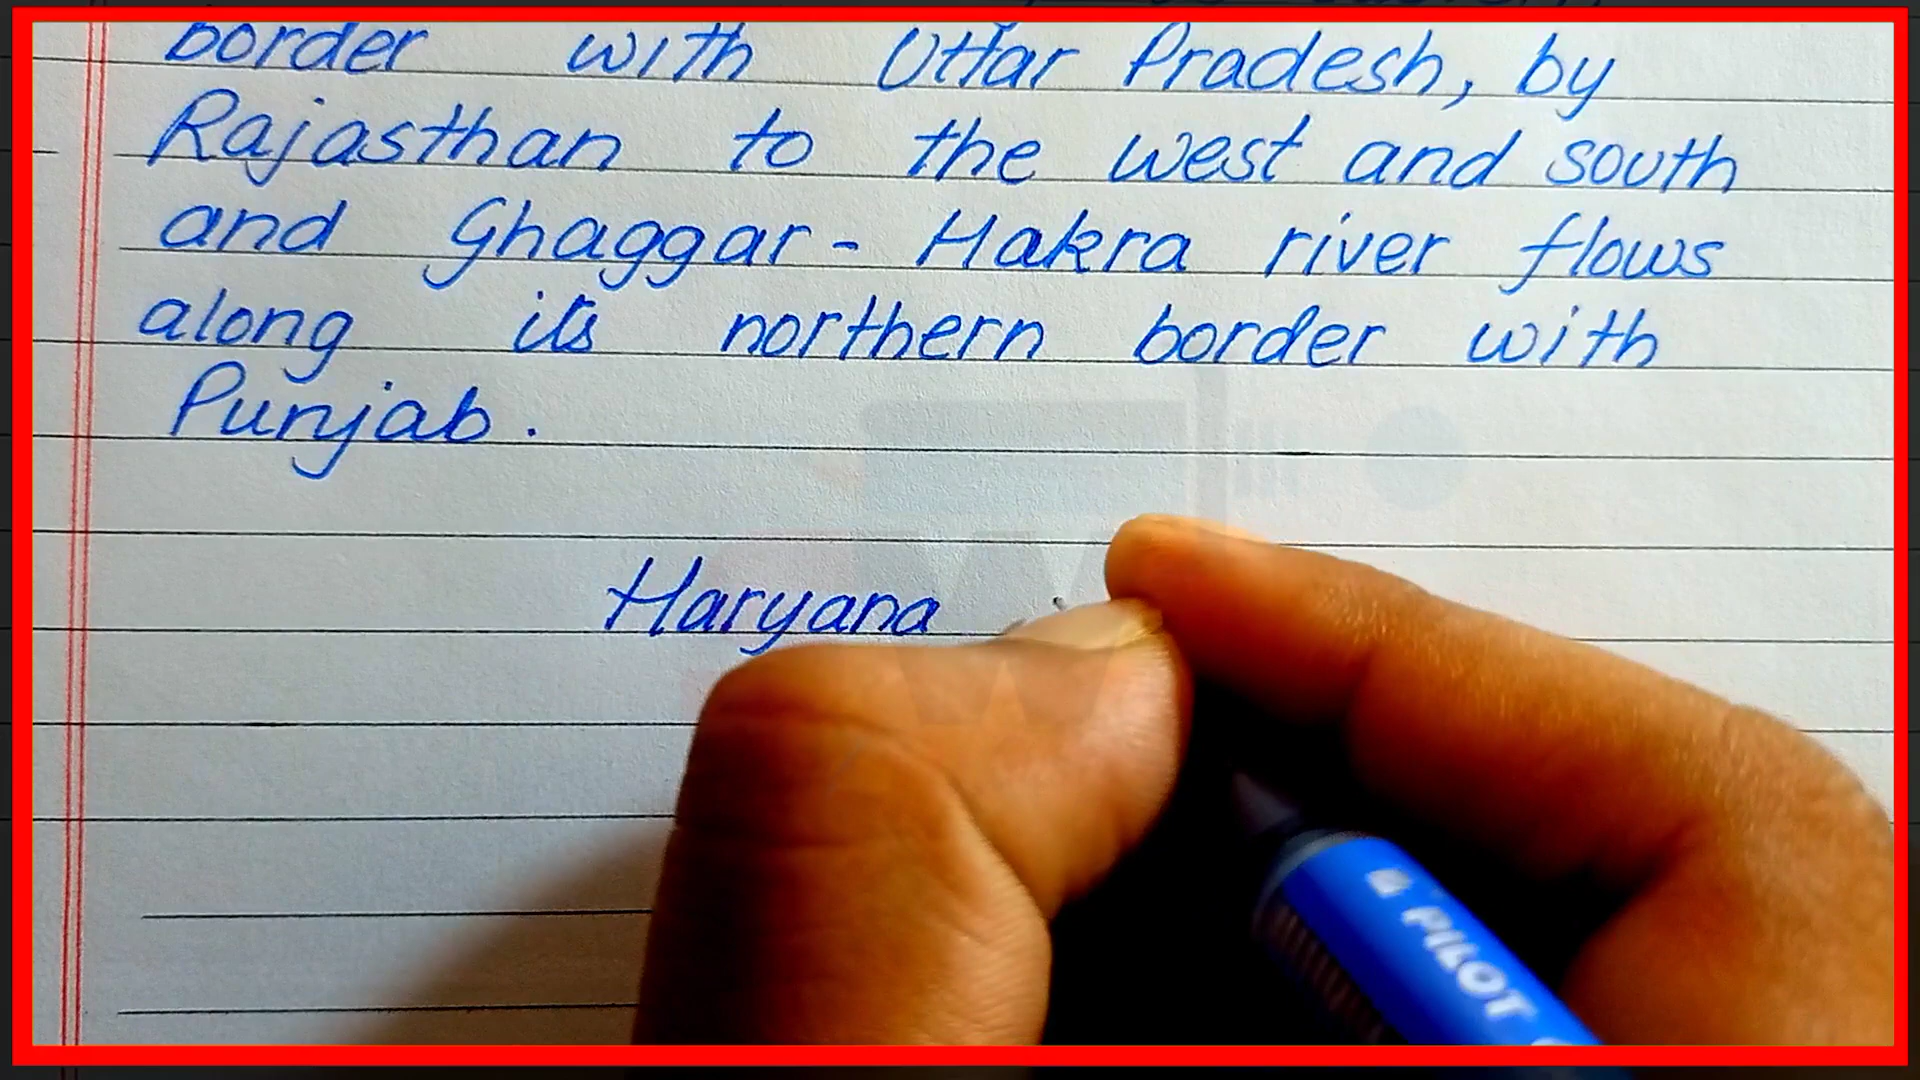 border with Uttar Pradesh, by
Rajasthan to the west and south
and Ghaggar - Hakra river flows
along its northern border with
Punjab.
Haryana
PILOT